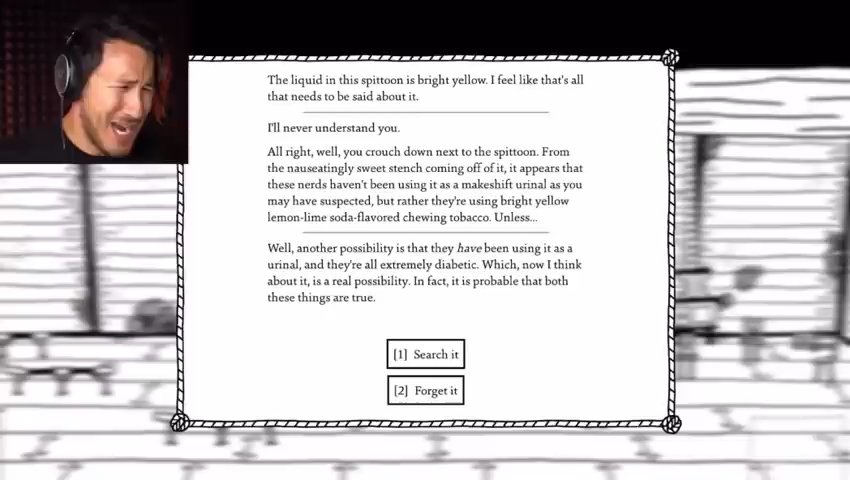 The liquid in this spittoon is bright yellow. I feel like that's all
that needs to be said about it.
I'll never understand you.
All right, well, you crouch down next to the spittoon. From
the nauseatingly sweet stench coming off of it, it appears that
these nerds haven't been using it as a makeshift urinal as you
may have suspected, but rather they're using bright yellow
lemon-lime soda-flavored chewing tobacco. Unless...
Well, another possibility is that they have been using it as a
urinal, and they're all extremely diabetic. Which, now I think
about it, is a real possibility. In fact, it is probable that both
these things are true.
[1] Search it
[2] Forget it